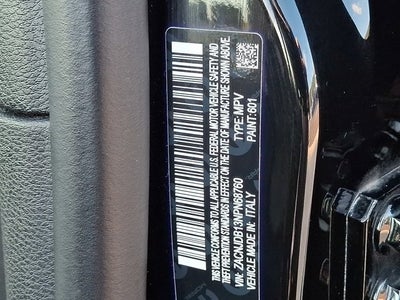 THIS VEHICLE CONFORMS TO ALL APPLICABLE U.S. FEDERAL MOTOR VEHICLE SAFETY AND
THEFT PREVENTION STANDARDS IN EFFECT ON THE DATE OF MANUFACTURE SHOWN ABOVE.
VIN: ZACNJDB13NPN68760 TYPE: MPV
VEHICLE MADE IN: ITALY PAINT: 601